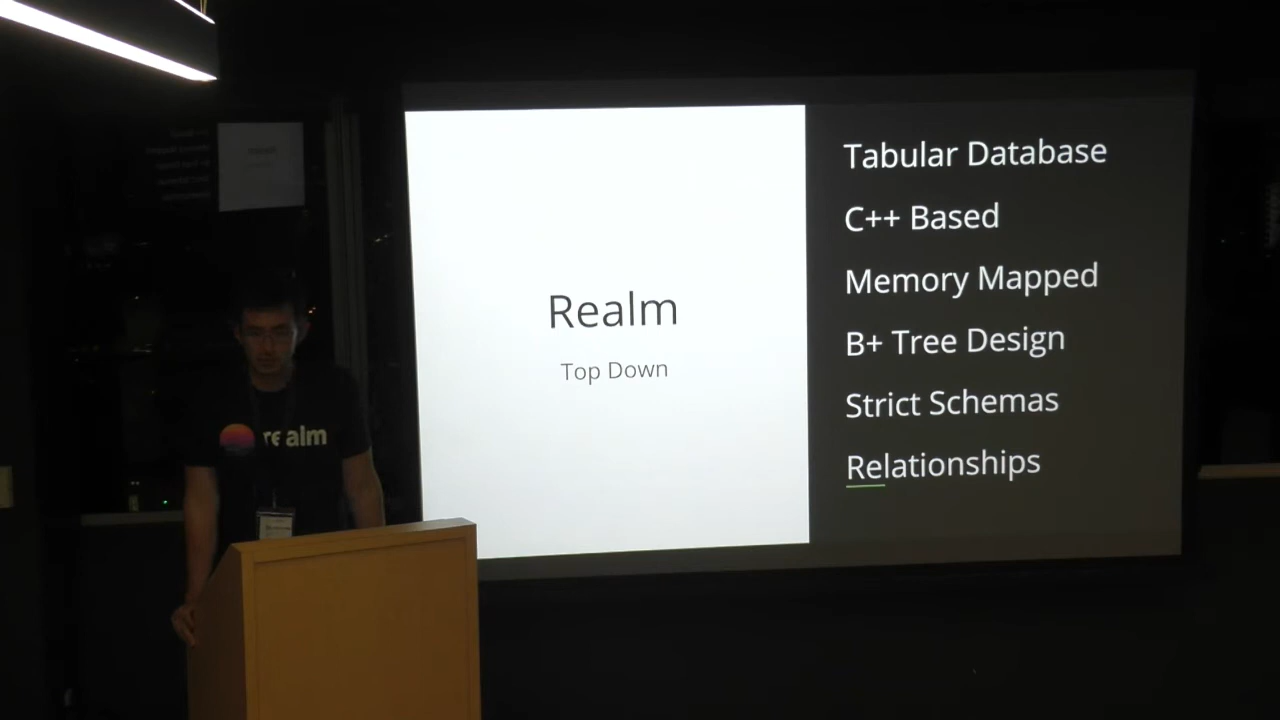 Realm
Top Down
Tabular Database
C++ Based
Memory Mapped
B+ Tree Design
Strict Schemas
Relationships
realm